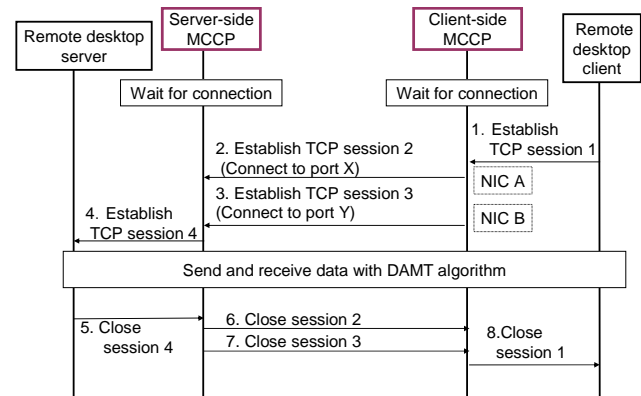 Remote desktop
server
Server-side
MCCP
Client-side
MCCP
Remote
desktop
client
Wait for connection
Wait for connection
1. Establish
TCP session 1
2. Establish TCP session 2
(Connect to port X)
NIC A
3. Establish TCP session 3
(Connect to port Y)
NIC B
4. Establish
TCP session 4
Send and receive data with DAMT algorithm
5. Close
session 4
6. Close session 2
7. Close session 3
8.Close
session 1